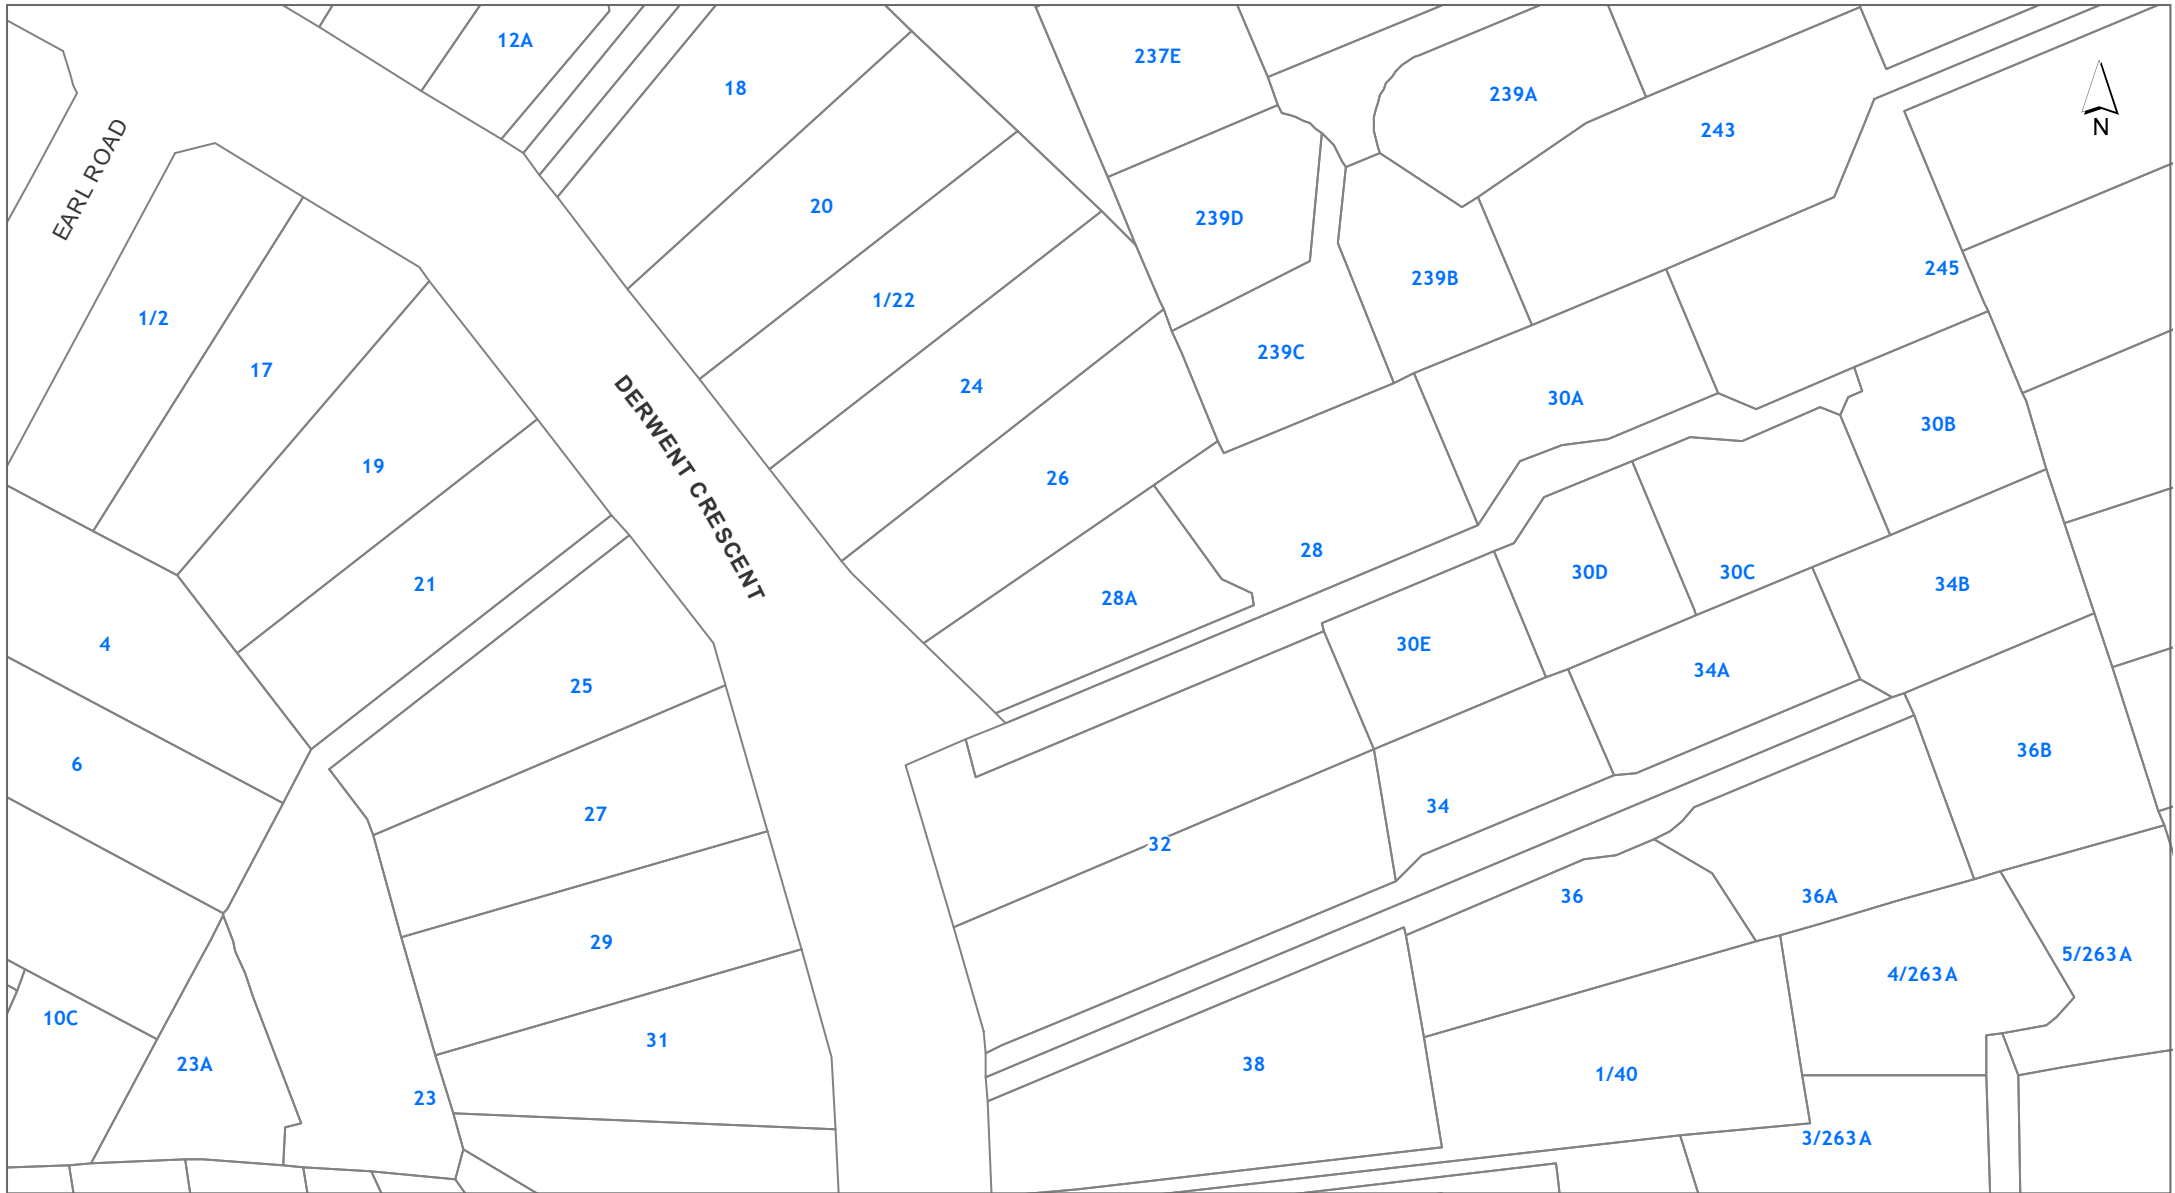 12A
18
237E
239A
243
N
EARL ROAD
20
239D
245
239B
1/22
1/2
17
239C
24
30A
DERWENT CRESCENT
30B
19
26
28
21
30D
30C
34B
28A
4
30E
34A
25
36B
6
27
34
32
36
36A
29
5/263A
4/263A
10C
31
23A
38
1/40
23
3/263A